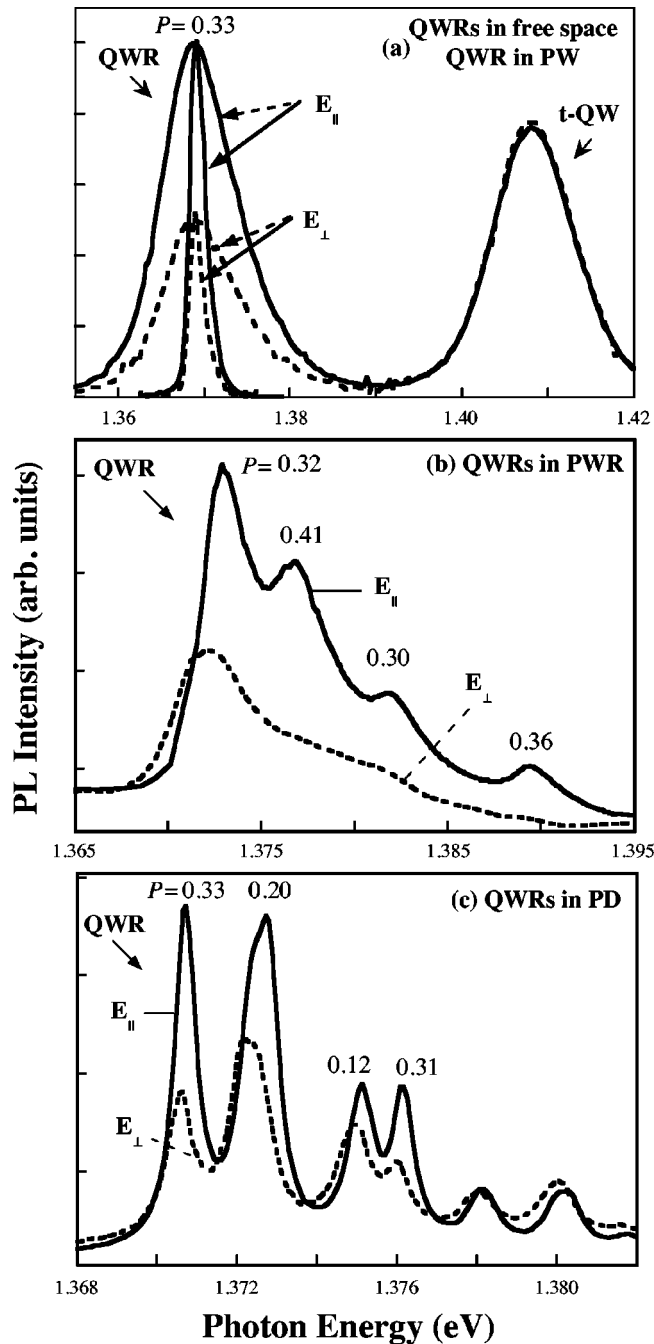 P = 0.33
QWRs in free space
(a)
QWR in PW
QWR
E∥
t-QW
E⊥
1.36
1.38
1.40
1.42
QWR
P= 0.32
(b) QWRs in PWR
0.41
E∥
0.30
E⊥
0.36
1.365
1.375
1.385
1.395
P=0.33
0.20
(c) QWRs in PD
QWR
E∥
0.12
0.31
E⊥
1.368
1.372
1.376
1.380
PL Intensity (arb. units)
Photon Energy (eV)